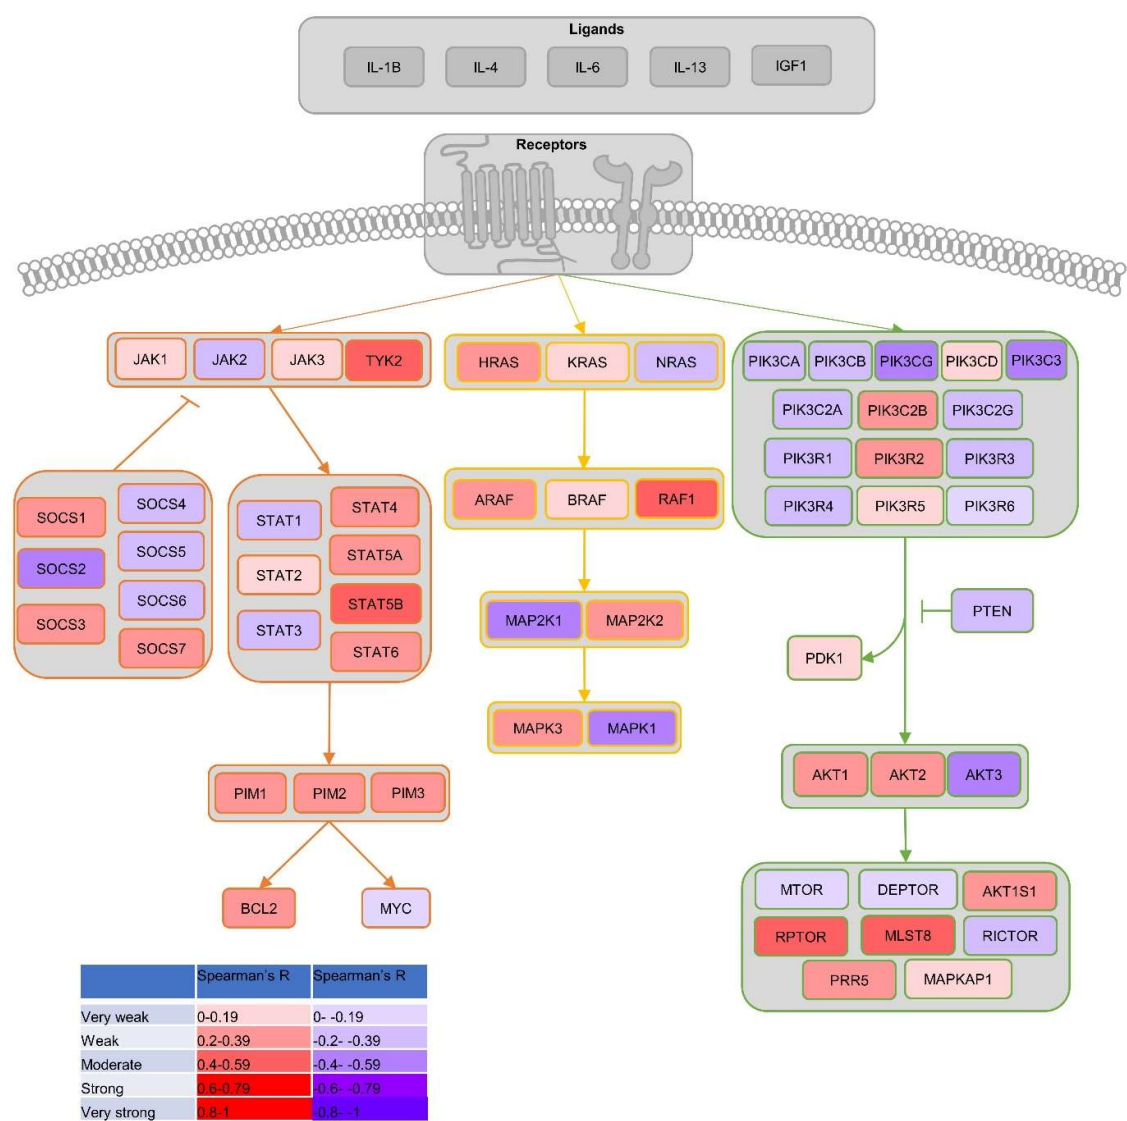 Ligands
IL-1B IL-4 IL-6 IL-13 IGF1
Receptors
JAK1 JAK2 JAK3 TYK2
HRAS KRAS NRAS
PIK3CA PIK3CB PIK3CG PIK3CD PIK3C3
PIK3C2A PIK3C2B PIK3C2G
PIK3R1 PIK3R2 PIK3R3
PIK3R4 PIK3R5 PIK3R6
SOCS1
SOCS2
SOCS3
SOCS4
SOCS5
SOCS6
SOCS7
STAT1
STAT2
STAT3
STAT4
STAT5A
STAT5B
STAT6
ARAF BRAF RAF1
MAP2K1 MAP2K2
MAPK3 MAPK1
PTEN
PDK1
AKT1 AKT2 AKT3
PIM1 PIM2 PIM3
BCL2 MYC
MTOR DEPTOR AKT1S1
RPTOR MLST8 RICTOR
PRR5 MAPKAP1
Spearman's R Spearman's R
Very weak 0-0.19 0- -0.19
Weak 0.2-0.39 -0.2- -0.39
Moderate 0.4-0.59 -0.4- -0.59
Strong 0.6-0.79 -0.6- -0.79
Very strong 0.8-1 -0.8- -1